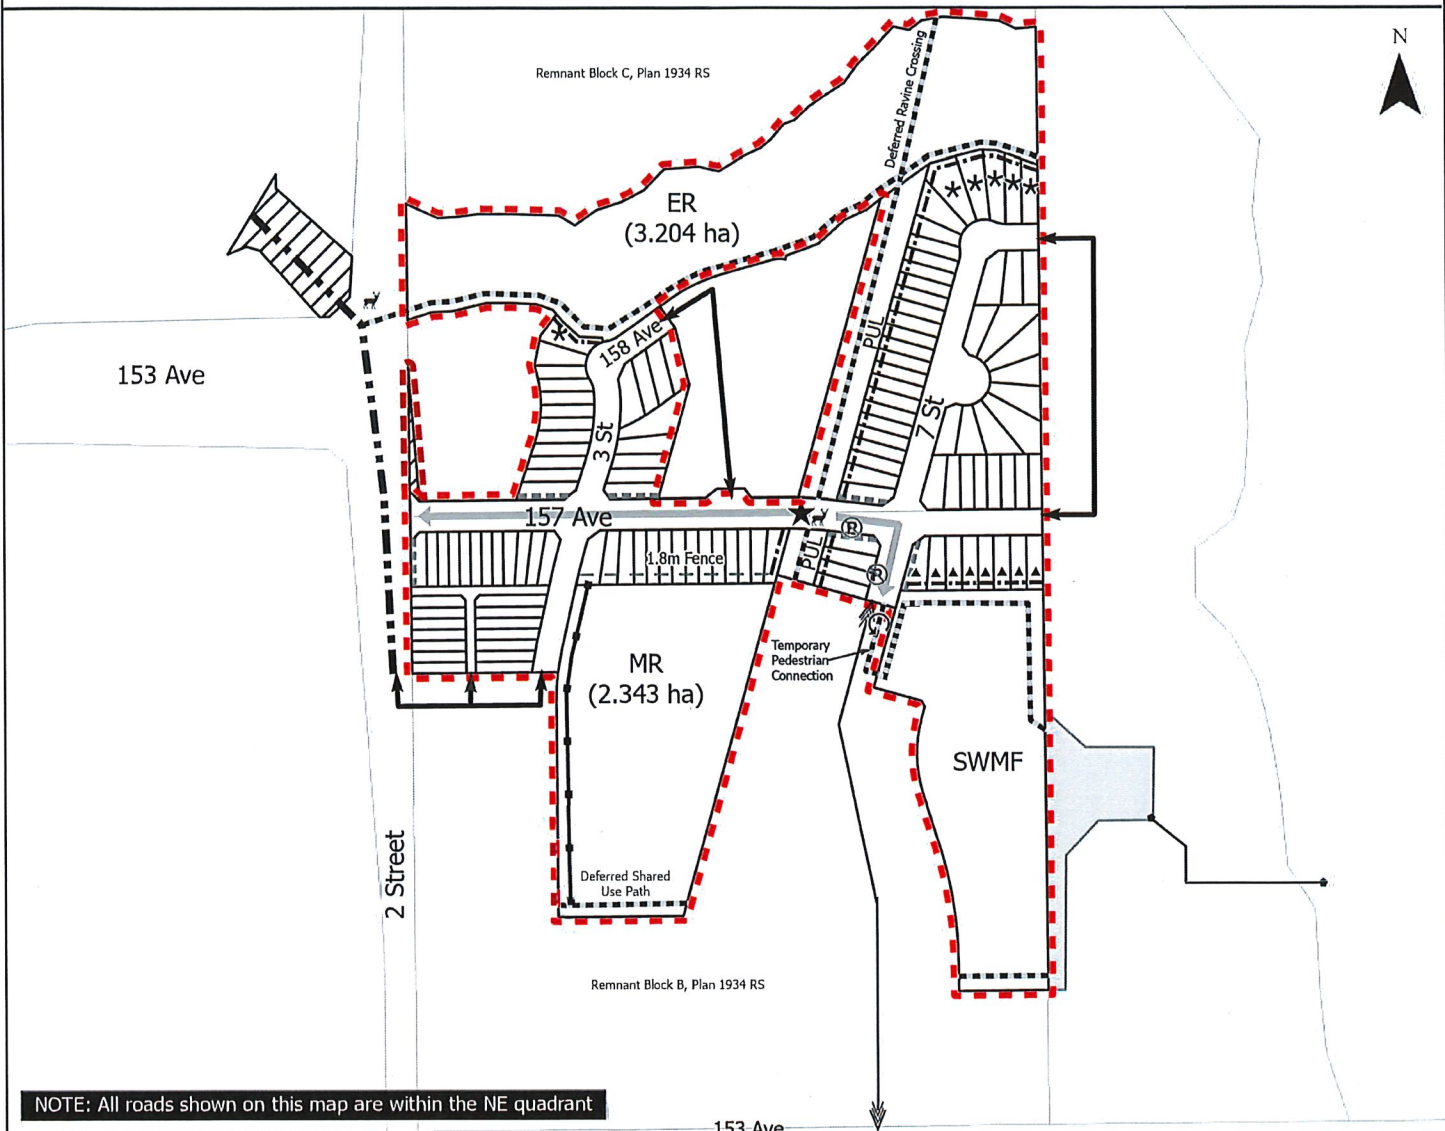 N
Remnant Block C, Plan 1934 RS
Deferred Ravine Crossing
ER
(3.204 ha)
153 Ave
158 Ave
PUL
7 St
3 St
157 Ave
R
PUL
1.8m Fence
R
Temporary
Pedestrian
Connection
MR
(2.343 ha)
SWMF
2 Street
Deferred Shared
Use Path
Remnant Block B, Plan 1934 RS
NOTE: All roads shown on this map are within the NE quadrant
153 Ave